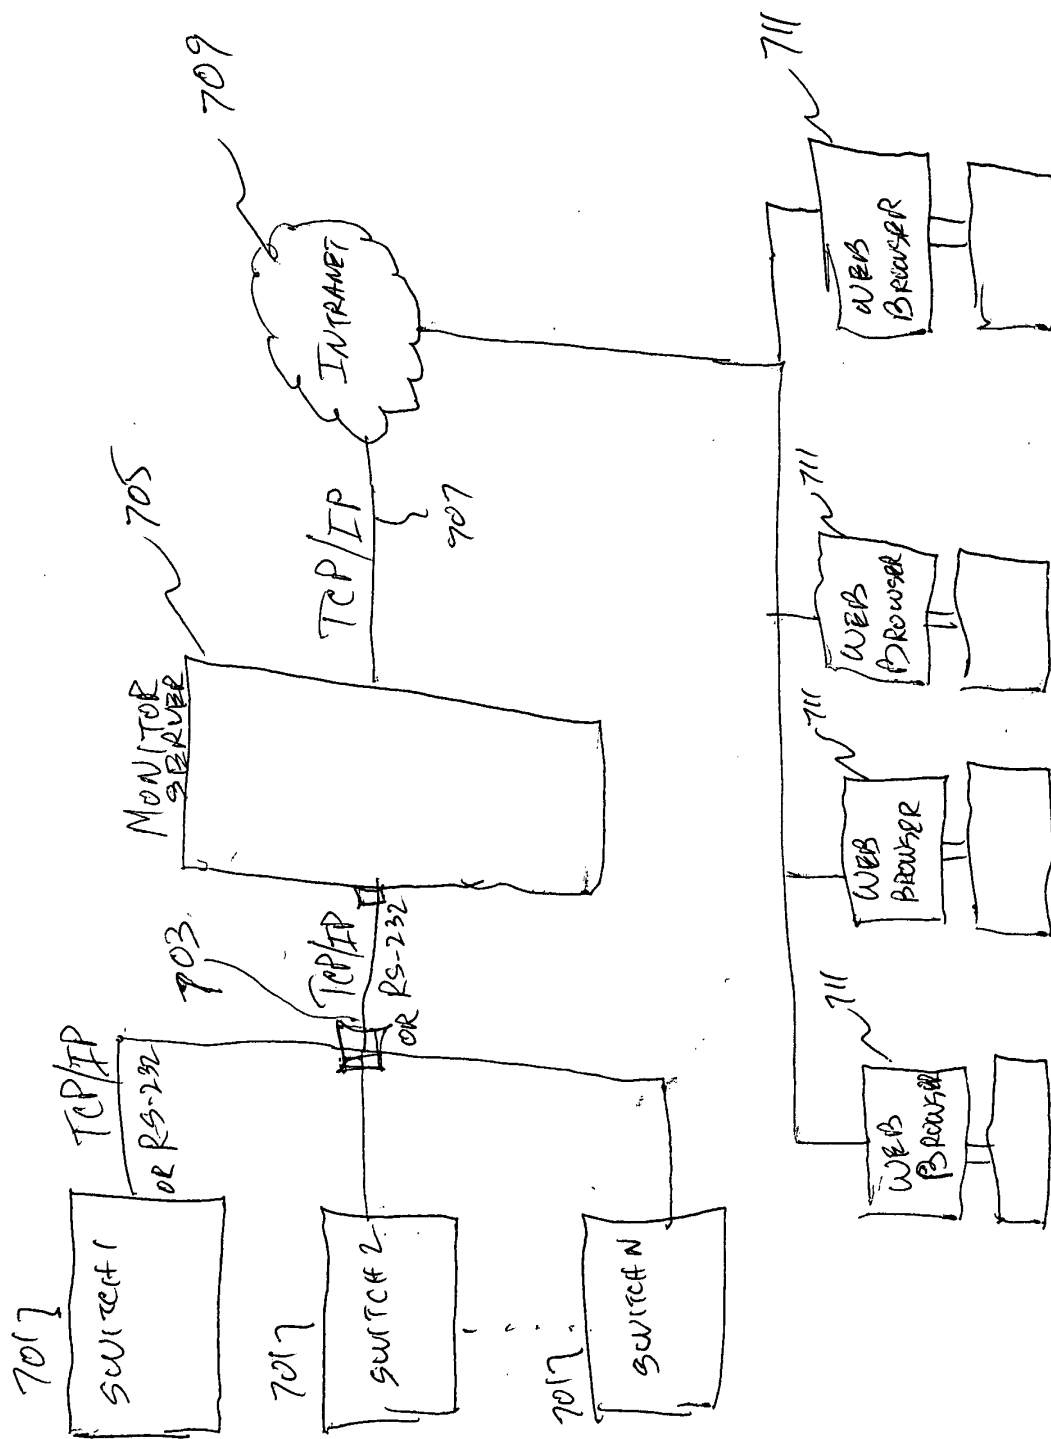 701
SWITCH 1
701
SWITCH 2
701
SWITCH N
TCP/IP
OR RS-232
703
TCP/IP
OR RS-232
MONITOR
SERVER
705
TCP/IP
707
INTRANET
709
711
WEB
BROWSER
711
WEB
BROWSER
711
WEB
BROWSER
711
WEB
BROWSER